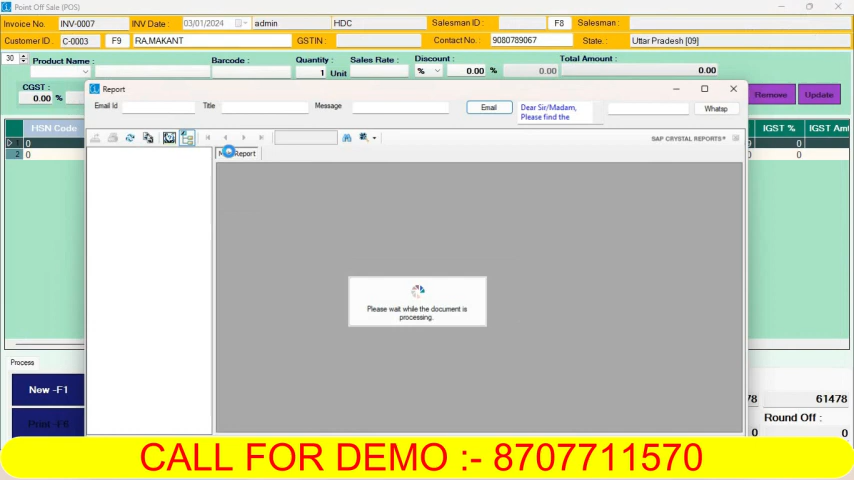 Point Off Sale (POS)
Invoice No. INV-0007 INV Date : 03/01/2024 admin HDC Salesman ID : F8 Salesman :
Customer ID. C-0003 F9 RA,MAKANT GSTIN : Contact No. : 9080789067 State : Uttar Pradesh [09]
30 Product Name : Barcode : Quantity : Sales Rate : Discount : Total Amount :
1 Unit % 0.00 % 0.00 0.00
CGST :
0.00 %
Remove Update
Report
Email Id Title Message Email Dear Sir/Madam,
Please find the
Whatsp
HSN Code IGST % IGST Amt
SAP CRYSTAL REPORTS®
1 0 0
2 0 0
Report
Please wait while the document is
processing.
Process
New -F1
Print -F6
78 61478
Round Off :
0 0
CALL FOR DEMO :- 8707711570